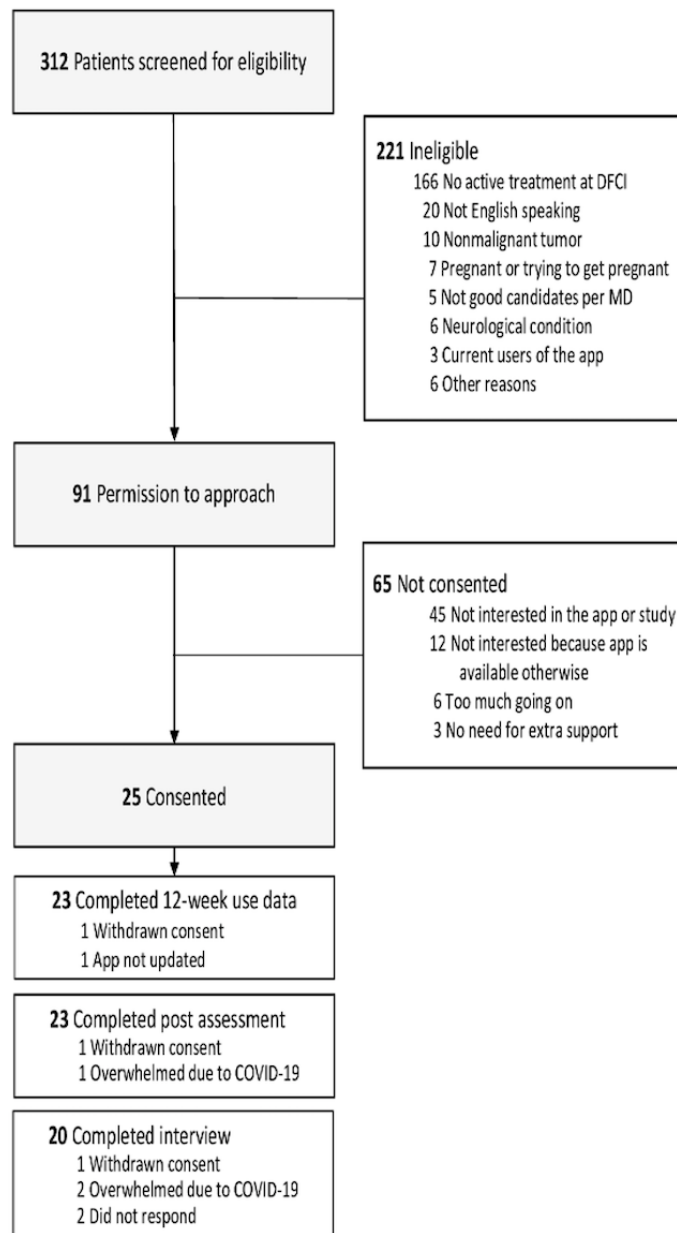 312 Patients screened for eligibility
221 Ineligible
166 No active treatment at DFCI
20 Not English speaking
10 Nonmalignant tumor
7 Pregnant or trying to get pregnant
5 Not good candidates per MD
6 Neurological condition
3 Current users of the app
6 Other reasons
91 Permission to approach
65 Not consented
45 Not interested in the app or study
12 Not interested because app is
available otherwise
6 Too much going on
3 No need for extra support
25 Consented
23 Completed 12-week use data
1 Withdrawn consent
1 App not updated
23 Completed post assessment
1 Withdrawn consent
1 Overwhelmed due to COVID-19
20 Completed interview
1 Withdrawn consent
2 Overwhelmed due to COVID-19
2 Did not respond